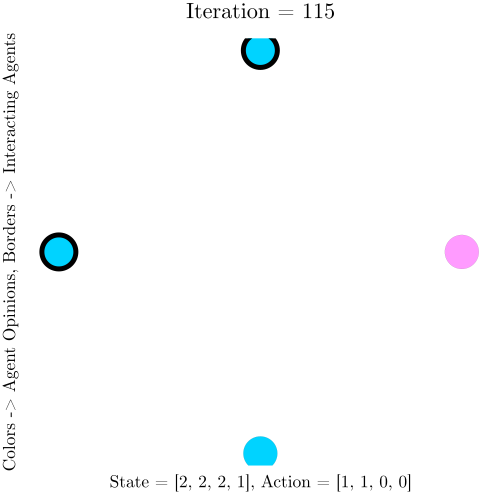 Iteration = 115
Colors -> Agent Opinions, Borders -> Interacting Agents
State = [2, 2, 2, 1], Action = [1, 1, 0, 0]